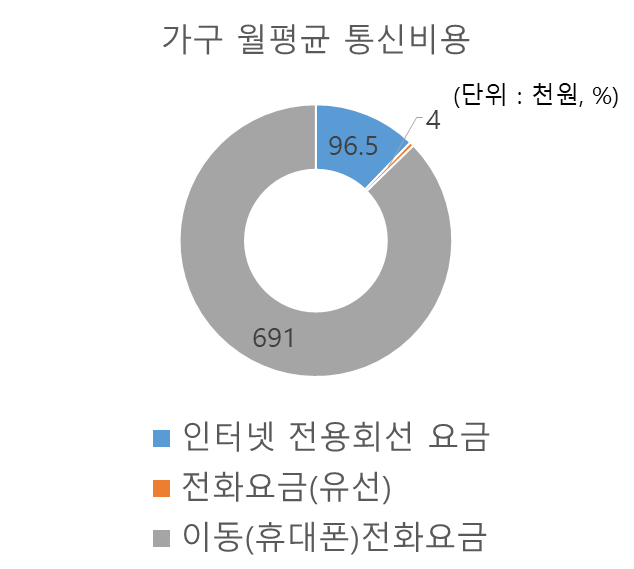 가구 월평균 통신비용
(단위 : 천원, %)
4
96.5
691
인터넷 전용회선 요금
전화요금(유선)
이동(휴대폰)전화요금